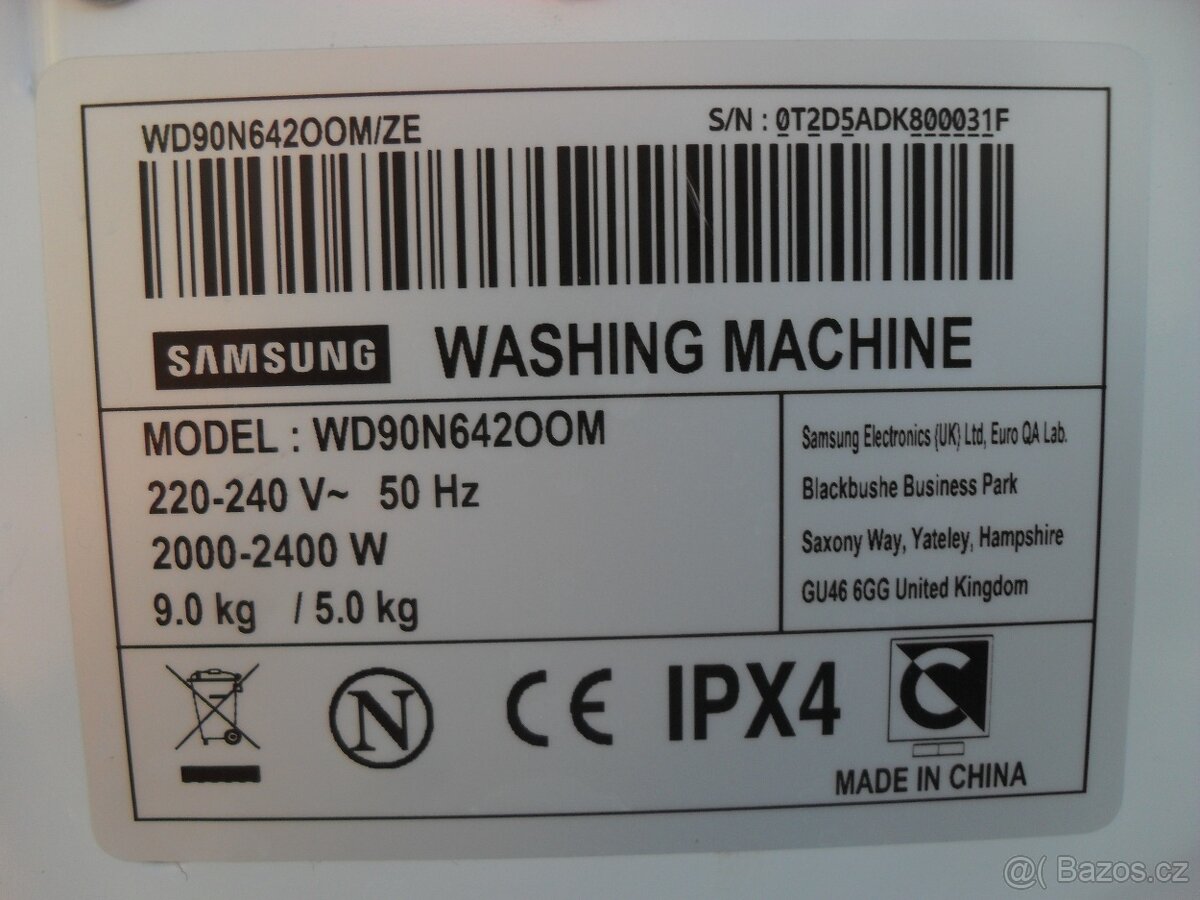 WD90N642OOM/ZE
S/N : 0T2D5ADK800031F
SAMSUNG WASHING MACHINE
MODEL : WD90N642OOM
220-240 V~ 50 Hz
2000-2400 W
9.0 kg / 5.0 kg
Samsung Electronics (UK) Ltd, Euro QA Lab.
Blackbushe Business Park
Saxony Way, Yateley, Hampshire
GU46 6GG United Kingdom
N CE IPX4 C
MADE IN CHINA
@( Bazos.cz